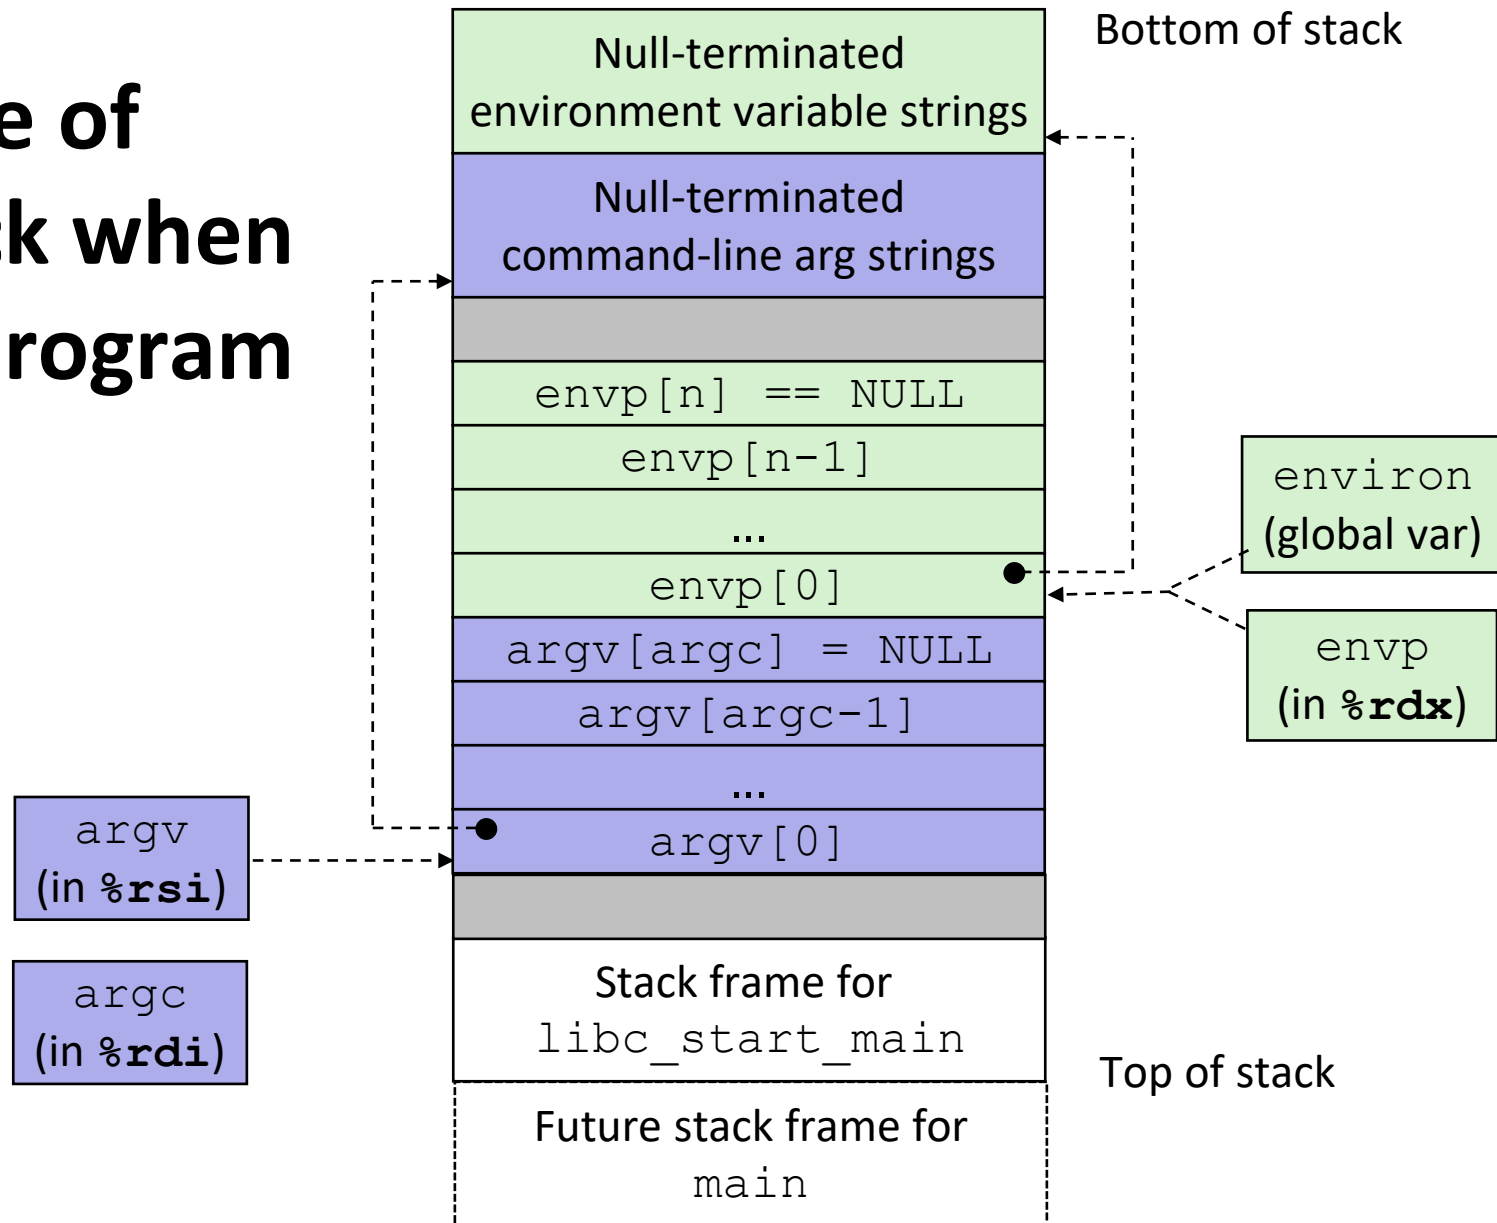 e of
ck when
rogram
Bottom of stack
Null-terminated
environment variable strings
Null-terminated
command-line arg strings
envp[n] == NULL
envp[n-1]
...
envp[0]
argv[argc] = NULL
argv[argc-1]
...
argv[0]
environ
(global var)
envp
(in %rdx)
argv
(in %rsi)
argc
(in %rdi)
Stack frame for
libc_start_main
Top of stack
Future stack frame for
main